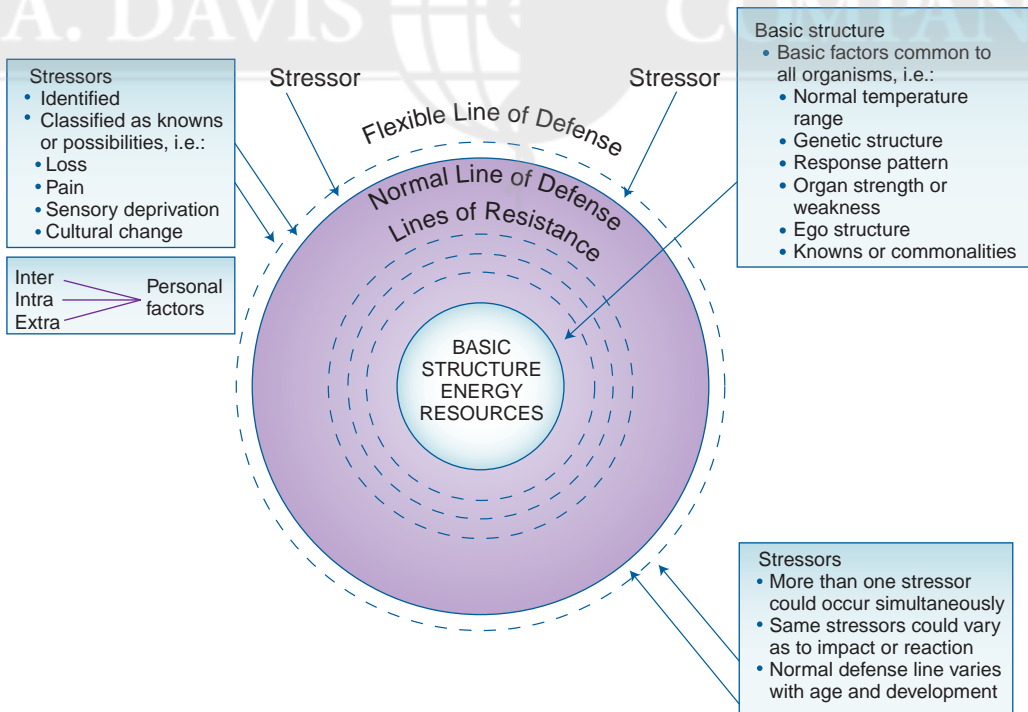 A. DAVIS COMPAN
Stressors
• Identified
• Classified as knowns
or possibilities, i.e.:
• Loss
• Pain
• Sensory deprivation
• Cultural change
Inter
Intra
Extra
Personal
factors
Stressor
Stressor
Flexible Line of Defense
Normal Line of Defense
Lines of Resistance
BASIC
STRUCTURE
ENERGY
RESOURCES
Basic structure
• Basic factors common to
all organisms, i.e.:
• Normal temperature
range
• Genetic structure
• Response pattern
• Organ strength or
weakness
• Ego structure
• Knowns or commonalities
Stressors
• More than one stressor
could occur simultaneously
• Same stressors could vary
as to impact or reaction
• Normal defense line varies
with age and development